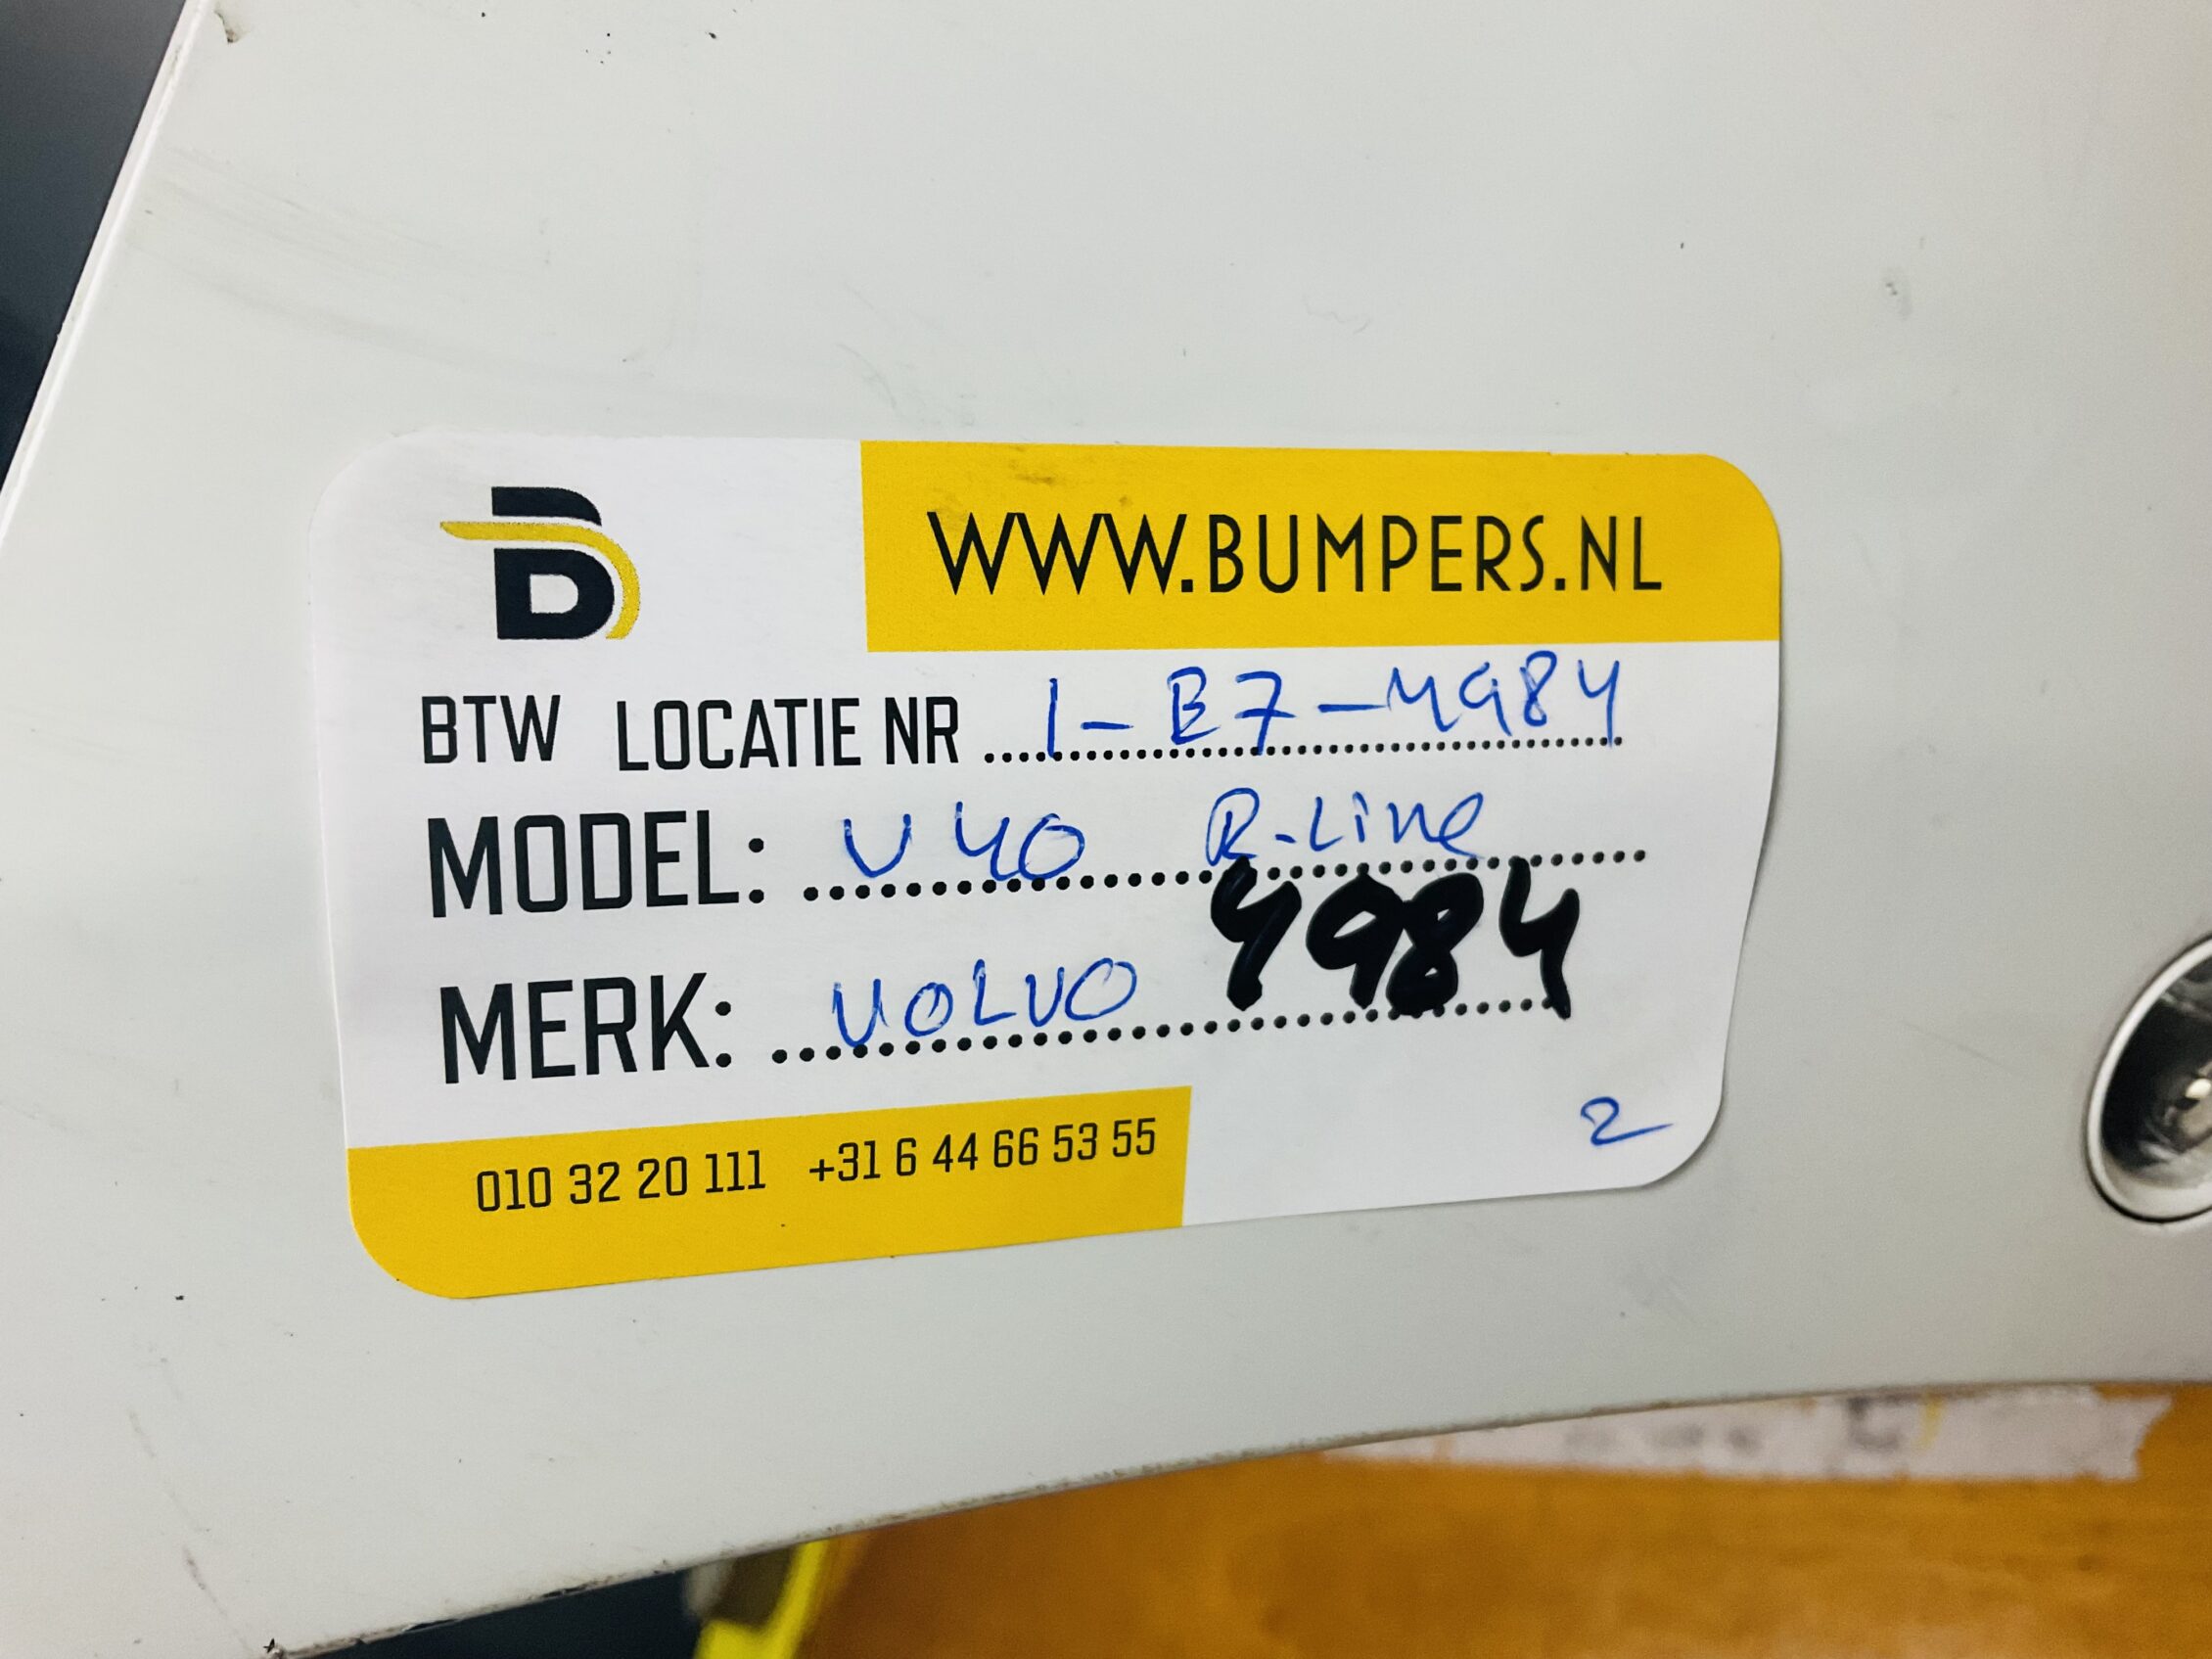 B
WWW.BUMPERS.NL
BTW LOCATIE NR 1-B7-4984
MODEL: V40 R-Line
4984
MERK: VOLVO
2
010 32 20 111 +31 6 44 66 53 55